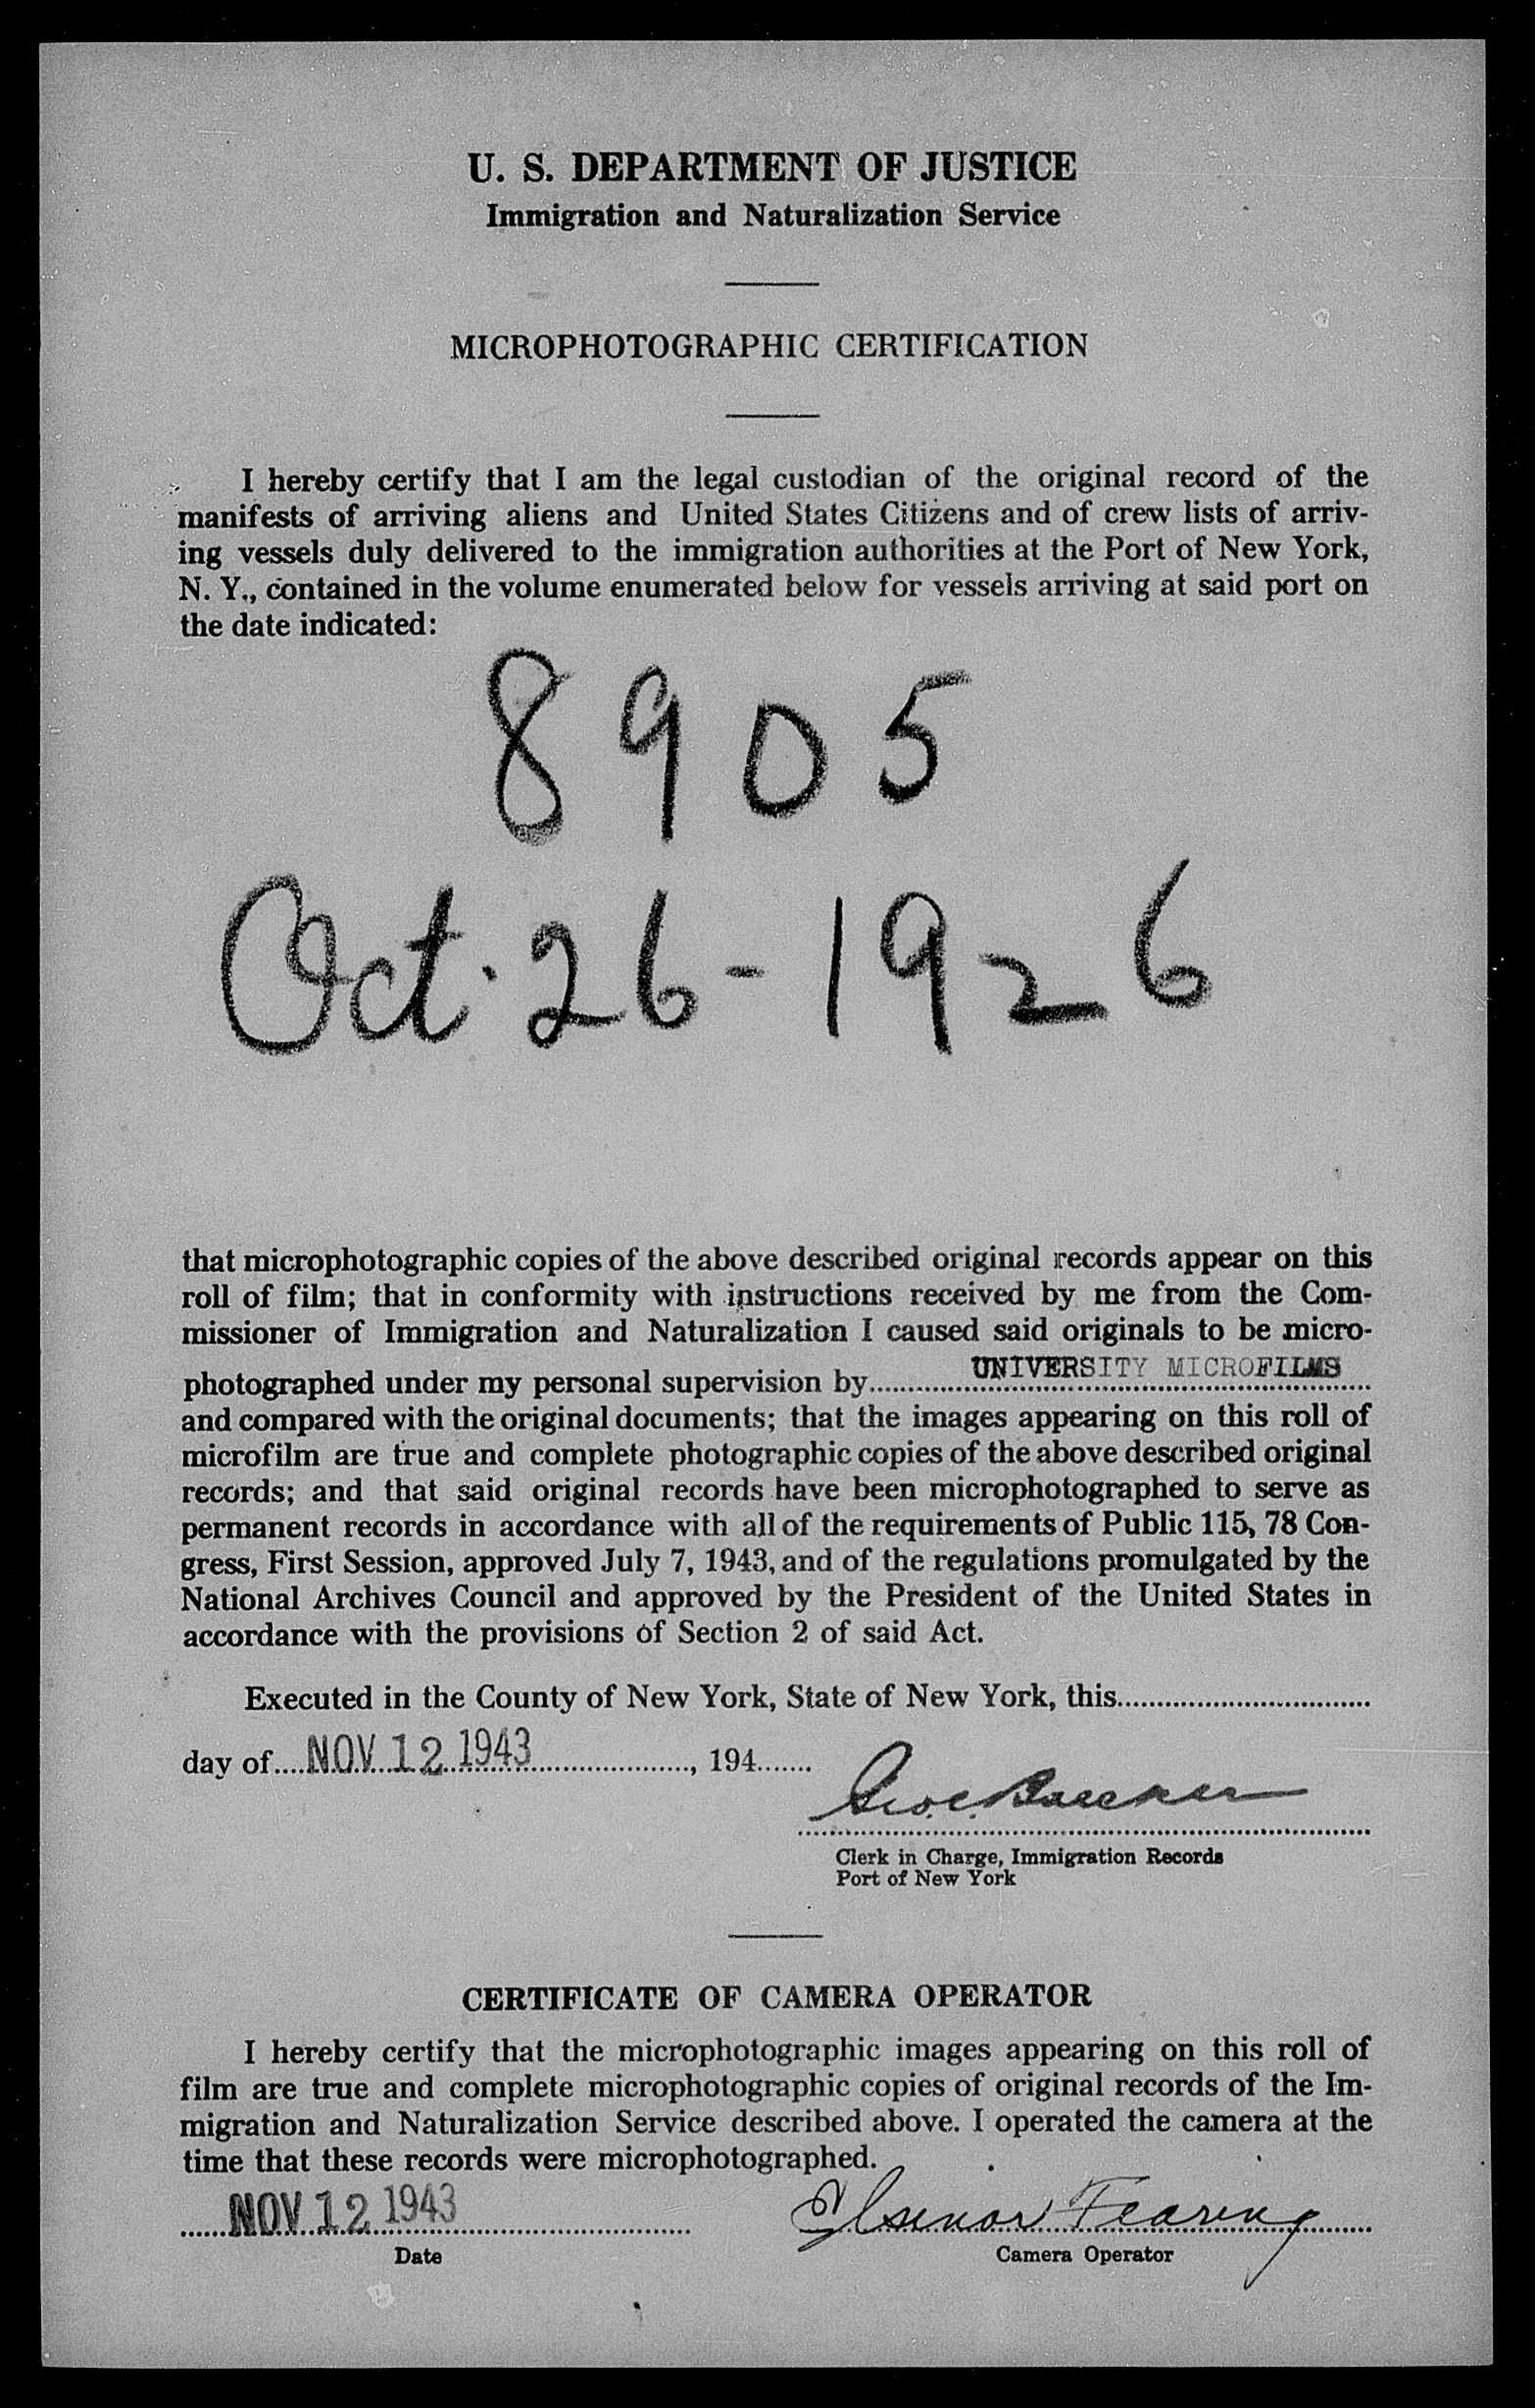 U. S. DEPARTMENT OF JUSTICE
Immigration and Naturalization Service
MICROPHOTOGRAPHIC CERTIFICATION
I hereby certify that I am the legal custodian of the original record of the
manifests of arriving aliens and United States Citizens and of crew lists of arriv-
ing vessels duly delivered to the immigration authorities at the Port of New York,
N. Y., contained in the volume enumerated below for vessels arriving at said port on
the date indicated:
8905
Oct. 26-1926
that microphotographic copies of the above described original records appear on this
roll of film; that in conformity with instructions received by me from the Com-
missioner of Immigration and Naturalization I caused said originals to be micro-
photographed under my personal supervision by UNIVERSITY MICROFILMS
and compared with the original documents; that the images appearing on this roll of
microfilm are true and complete photographic copies of the above described original
records; and that said original records have been microphotographed to serve as
permanent records in accordance with all of the requirements of Public 115, 78 Con-
gress, First Session, approved July 7, 1943, and of the regulations promulgated by the
National Archives Council and approved by the President of the United States in
accordance with the provisions of Section 2 of said Act.
Executed in the County of New York, State of New York, this
day of NOV 12 1943, 194
Clerk in Charge, Immigration Records
Port of New York
CERTIFICATE OF CAMERA OPERATOR
I hereby certify that the microphotographic images appearing on this roll of
film are true and complete microphotographic copies of original records of the Im-
migration and Naturalization Service described above. I operated the camera at the
time that these records were microphotographed.
NOV 12 1943 Elsenor Fearing
Date Camera Operator